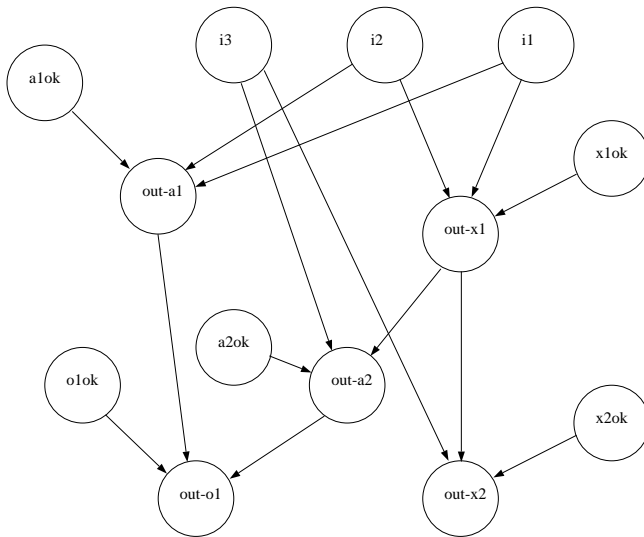 i3
i2
i1
a1ok
x1ok
out-a1
out-x1
a2ok
out-a2
o1ok
x2ok
out-o1
out-x2